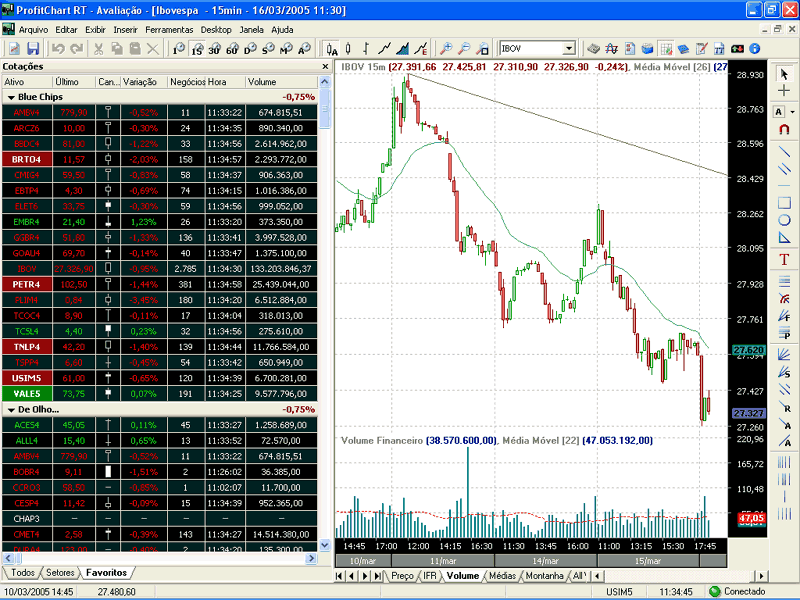 ProfitChart RT - Avaliação - [Ibovespa - 15min - 16/03/2005 11:30]
Arquivo Editar Exibir Inserir Ferramentas Desktop Janela Ajuda
IBOV
Cotações
Ativo Último Can... Variação Negócios Hora Volume
Blue Chips -0,75%
AMBV4 779,90 -0,52% 11 11:33:22 674.815,51
ARCZ6 10,00 -0,30% 24 11:34:35 890.340,00
BBDC4 81,00 -1,22% 33 11:34:56 2.614.962,00
BRTO4 11,57 -2,03% 158 11:34:57 2.293.772,00
CMIG4 59,50 -0,83% 58 11:34:37 906.363,00
EBTP4 4,30 -0,69% 74 11:34:15 1.016.386,00
ELET6 33,75 -0,30% 59 11:34:56 999.052,00
EMBR4 21,40 1,23% 26 11:33:20 373.350,00
GGBR4 51,80 -1,33% 136 11:33:41 3.997.528,00
GOAU4 69,70 -0,14% 40 11:33:47 1.375.100,00
IBOV 27.326,90 -0,95% 2.785 11:34:30 133.203.846,37
PETR4 102,50 -1,44% 381 11:34:58 25.439.044,00
PLIM4 0,84 -3,45% 180 11:34:20 6.512.884,00
TCOC4 8,90 -0,11% 17 11:34:04 318.013,00
TCSL4 4,40 0,23% 32 11:34:56 275.610,00
TNLP4 42,20 -1,40% 139 11:34:44 11.766.584,00
TSPP4 6,60 -0,45% 54 11:33:42 650.949,00
USIM5 61,00 -0,65% 120 11:34:39 6.700.281,00
VALE5 73,75 0,07% 191 11:34:25 9.577.796,00
De Olho... -0,75%
ACES4 45,05 0,11% 45 11:33:27 1.258.689,00
ALLL4 15,40 0,65% 13 11:33:52 72.570,00
AMBV4 779,90 -0,52% 11 11:33:22 674.815,51
BOBR4 9,11 -1,51% 2 11:26:02 36.385,00
CCRO3 58,50 -0,85% 1 11:02:07 11.700,00
CESP4 11,42 -0,09% 15 11:34:39 952.365,00
CHAP3 – – – – –
CMET4 2,58 -0,39% 143 11:34:27 14.514.380,00
DURA4 2 11:34:20 135.300,00
Todos Setores Favoritos
IBOV 15m (27.391,66 27.425,81 27.310,90 27.326,90 -0,24%), Média Móvel [26] (27
28.930
28.763
28.595
28.429
28.262
28.095
27.928
27.761
27.620
27.594
27.427
27.327
27.260
Volume Financeiro (38.570.600,00), Média Móvel [22] (47.053.192,00)
220,96
165,72
110,48
47,05
14:45 17:00 12:00 14:15 16:30 11:30 13:45 16:00 11:00 13:15 15:30 17:45
10/mar 11/mar 14/mar 15/mar
Preço IFR Volume Médias Montanha All
10/03/2005 14:45 27.480,60 USIM5 11:34:45 Conectado